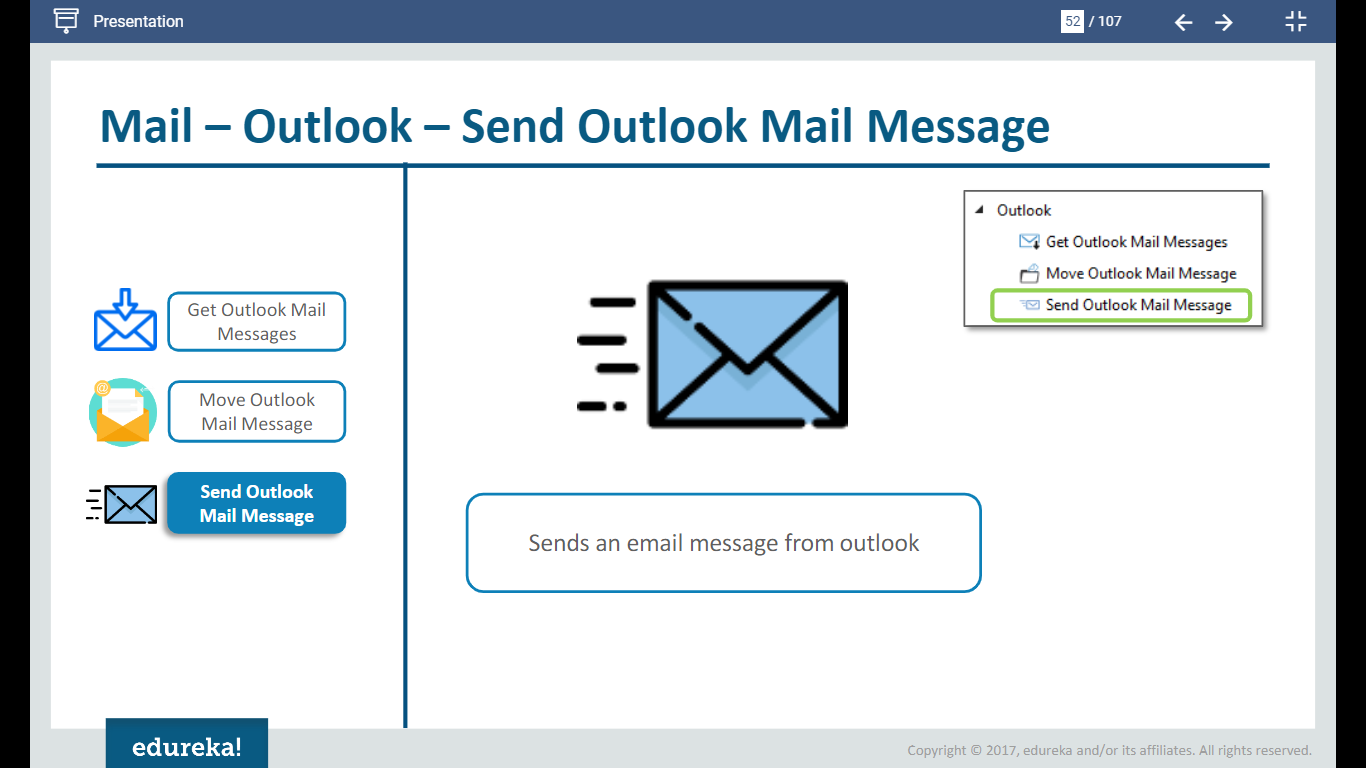 Presentation
52 / 107
Mail – Outlook – Send Outlook Mail Message
Get Outlook Mail
Messages
Move Outlook
Mail Message
Send Outlook
Mail Message
Sends an email message from outlook
Outlook
Get Outlook Mail Messages
Move Outlook Mail Message
Send Outlook Mail Message
edureka!
Copyright © 2017, edureka and/or its affiliates. All rights reserved.